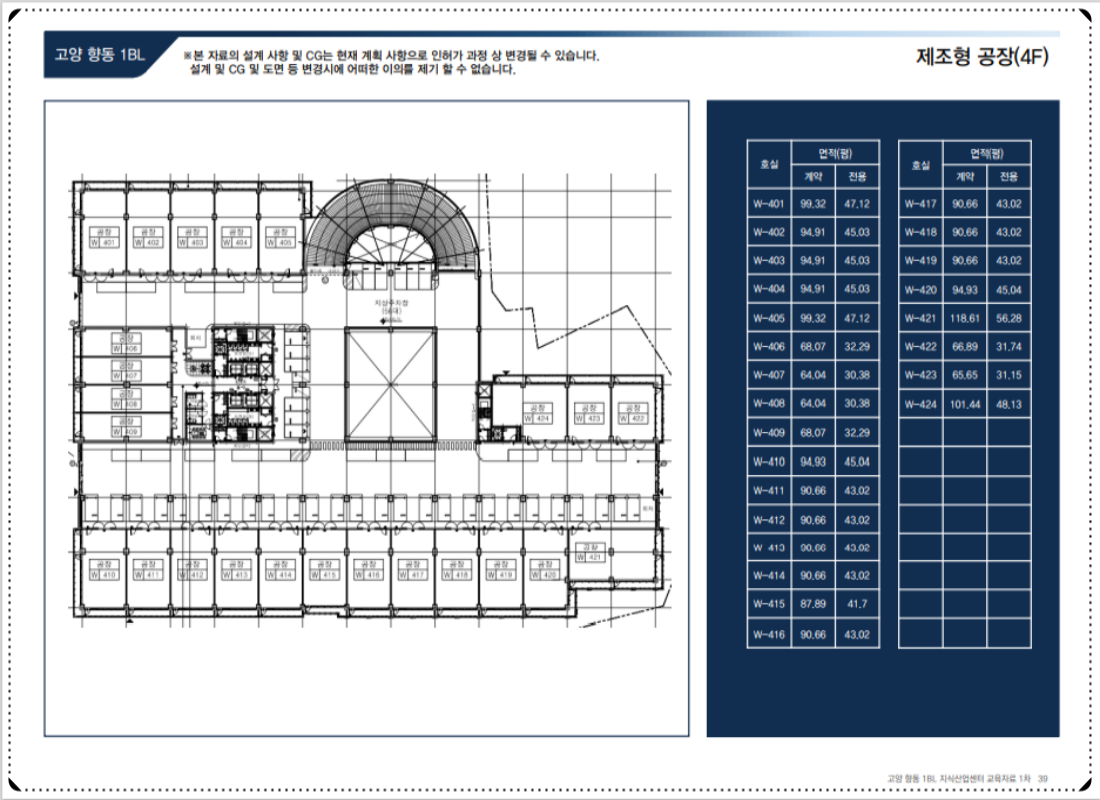 고양 향동 1BL
※본 자료의 설계 사항 및 CG는 현재 계획 사항으로 인허가 과정 상 변경될 수 있습니다.
설계 및 CG 및 도면 등 변경시에 어떠한 이의를 제기 할 수 없습니다.
제조형 공장(4F)
공장 공장 공장 공장 공장
W 401 W 402 W 403 W 404 W 405
지상주차장
공장
W 406
공장
W 407
공장
W 408
공장
W 409
공장 공장 공장
W 424 W 423 W 422
공장
W 421
공장 공장 공장 공장 공장 공장 공장 공장 공장 공장 공장
W 410 W 411 W 412 W 413 W 414 W 415 W 416 W 417 W 418 W 419 W 420
호실 면적(평)
계약 전용
W-401 99.32 47.12
W-402 94.91 45.03
W-403 94.91 45.03
W-404 94.91 45.03
W-405 99.32 47.12
W-406 68.07 32.29
W-407 64.04 30.38
W-408 64.04 30.38
W-409 68.07 32.29
W-410 94.93 45.04
W-411 90.66 43.02
W-412 90.66 43.02
W-413 90.66 43.02
W-414 90.66 43.02
W-415 87.89 41.7
W-416 90.66 43.02
호실 면적(평)
계약 전용
W-417 90.66 43.02
W-418 90.66 43.02
W-419 90.66 43.02
W-420 94.93 45.04
W-421 118.61 56.28
W-422 66.89 31.74
W-423 65.65 31.15
W-424 101.44 48.13
고양 향동 1BL 지식산업센터 교육자료 1차 39